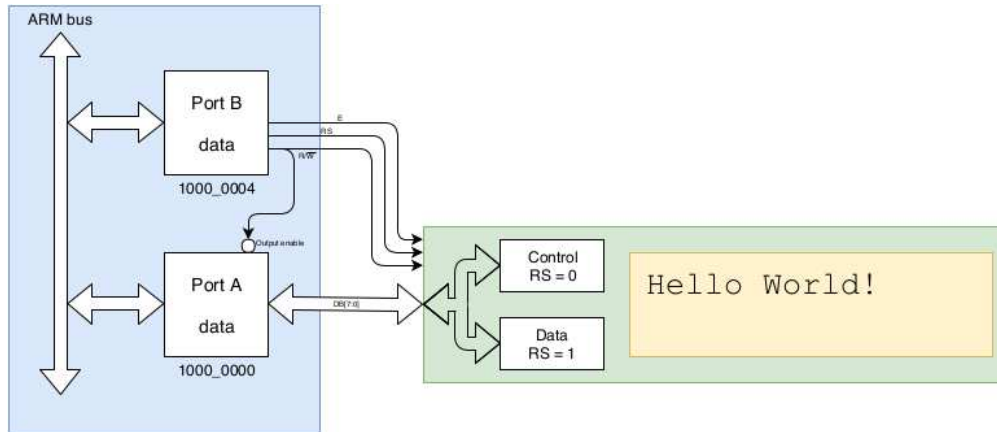 ARM bus
Port B
data
1000_0004
E
RS
R/W̅
Output enable
Port A
data
1000_0000
DB[7:0]
Control
RS = 0
Data
RS = 1
Hello World!